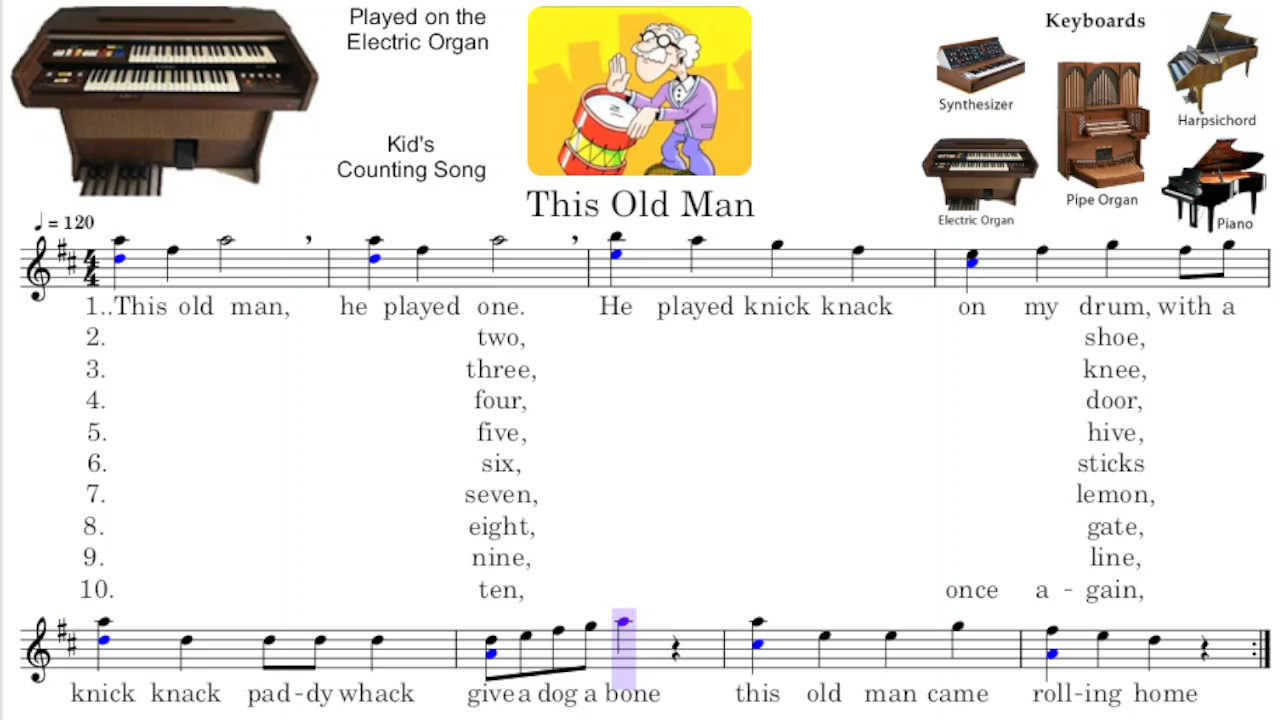 Played on the
Electric Organ
Kid's
Counting Song
This Old Man
Keyboards
Synthesizer
Harpsichord
Electric Organ
Pipe Organ
Piano
♩ = 120
1..This old man, he played one. He played knick knack on my drum, with a
2. two, shoe,
3. three, knee,
4. four, door,
5. five, hive,
6. six, sticks
7. seven, lemon,
8. eight, gate,
9. nine, line,
10. ten, once a - gain,
knick knack pad-dy whack give a dog a bone this old man came roll-ing home